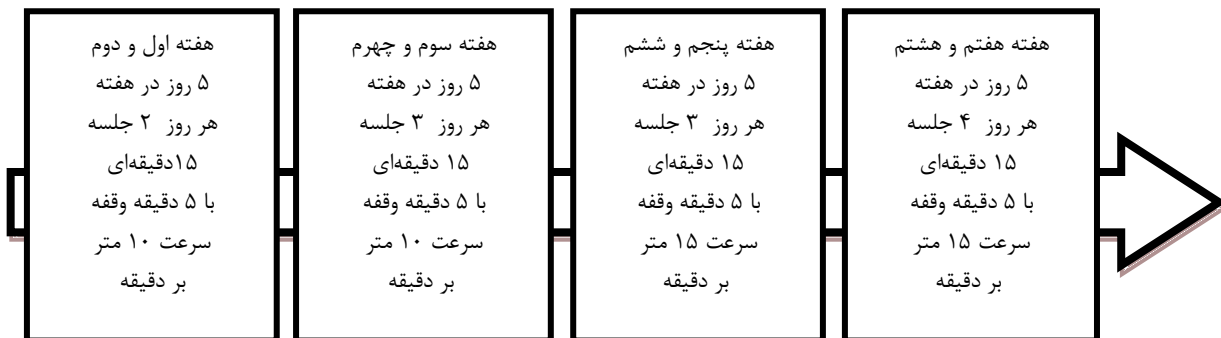 هفته اول و دوم
۵ روز در هفته
هر روز ۲ جلسه
۱۵دقیقه‌ای
با ۵ دقیقه وقفه
سرعت ۱۰ متر
بر دقیقه
هفته سوم و چهرم
۵ روز در هفته
هر روز ۳ جلسه
۱۵ دقیقه‌ای
با ۵ دقیقه وقفه
سرعت ۱۰ متر
بر دقیقه
هفته پنجم و ششم
۵ روز در هفته
هر روز ۳ جلسه
۱۵ دقیقه‌ای
با ۵ دقیقه وقفه
سرعت ۱۵ متر
بر دقیقه
هفته هفتم و هشتم
۵ روز در هفته
هر روز ۴ جلسه
۱۵ دقیقه‌ای
با ۵ دقیقه وقفه
سرعت ۱۵ متر
بر دقیقه